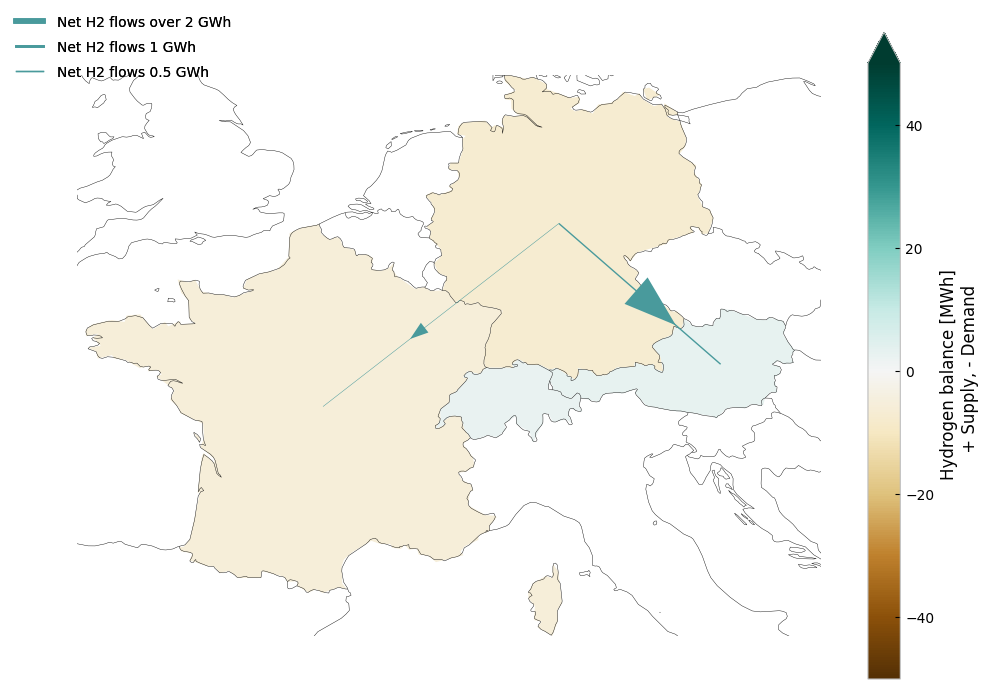 Net H2 flows over 2 GWh
Net H2 flows 1 GWh
Net H2 flows 0.5 GWh
40
20
0
−20
−40
Hydrogen balance [MWh]
+ Supply, - Demand